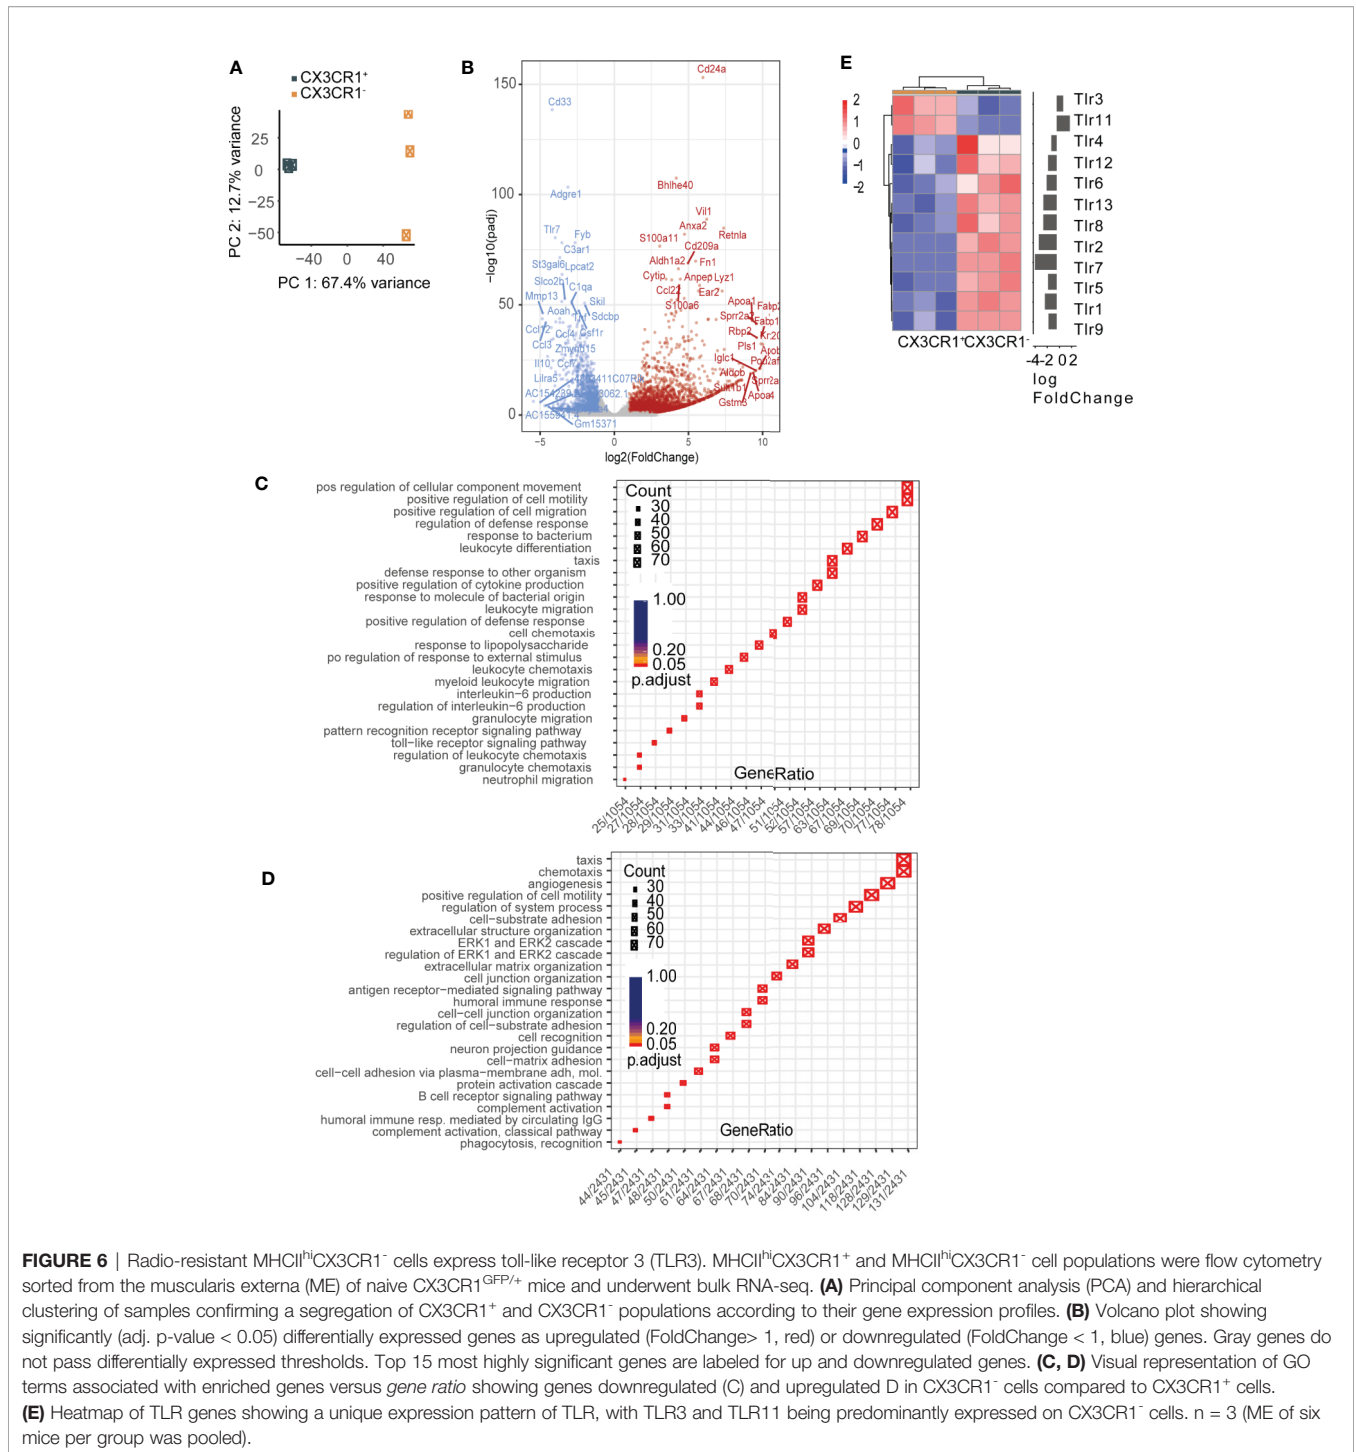 A
CX3CR1+
CX3CR1-
PC 2: 12.7% variance
25
0
−25
−50
−40 0 40
PC 1: 67.4% variance
B
−log10(padj)
150
100
50
0
Cd24a
Cd33
Bhlhe40
Adgre1
Vil1
Anxa2
Tlr7
Fyb
S100a11
Retnla
C3ar1
Cd209a
St3gal6
Lpcat2
Aldh1a2
Fn1
Slco2b1
C1qa
Cytip
Anpep
Lyz1
Mmp13
Skil
Ccl22
Ear2
Aoah
Sdcbp
S100a6
Apoa1
Ccl12
Ccl4
Csf1r
Sprr2a2
Ccl3
Zmynd15
Rbp2
Il10
Pls1
Lilra5
Iglc1
Aldob
Sult1b1
Apoa4
Gstm3
Gm15371
−5 0 5 10
log2(FoldChange)
E
2
1
0
−1
−2
Tlr3
Tlr11
Tlr4
Tlr12
Tlr6
Tlr13
Tlr8
Tlr2
Tlr7
Tlr5
Tlr1
Tlr9
CX3CR1+ CX3CR1-
-4-2 0 2
log
FoldChange
C
pos regulation of cellular component movement
positive regulation of cell motility
positive regulation of cell migration
regulation of defense response
response to bacterium
leukocyte differentiation
taxis
defense response to other organism
positive regulation of cytokine production
response to molecule of bacterial origin
leukocyte migration
positive regulation of defense response
cell chemotaxis
response to lipopolysaccharide
po regulation of response to external stimulus
leukocyte chemotaxis
myeloid leukocyte migration
interleukin−6 production
regulation of interleukin−6 production
granulocyte migration
pattern recognition receptor signaling pathway
toll−like receptor signaling pathway
regulation of leukocyte chemotaxis
granulocyte chemotaxis
neutrophil migration
Count
30
40
50
60
70
1.00
0.20
0.05
p.adjust
GeneRatio
25/1054
27/1054
28/1054
29/1054
31/1054
33/1054
41/1054
44/1054
46/1054
47/1054
51/1054
52/1054
57/1054
63/1054
67/1054
69/1054
70/1054
77/1054
78/1054
D
taxis
chemotaxis
angiogenesis
positive regulation of cell motility
regulation of system process
cell−substrate adhesion
extracellular structure organization
ERK1 and ERK2 cascade
regulation of ERK1 and ERK2 cascade
extracellular matrix organization
cell junction organization
antigen receptor−mediated signaling pathway
humoral immune response
cell−cell junction organization
regulation of cell−substrate adhesion
cell recognition
neuron projection guidance
cell−matrix adhesion
cell−cell adhesion via plasma−membrane adh, mol.
protein activation cascade
B cell receptor signaling pathway
complement activation
humoral immune resp. mediated by circulating IgG
complement activation, classical pathway
phagocytosis, recognition
Count
30
40
50
60
70
1.00
0.20
0.05
p.adjust
GeneRatio
44/2431
45/2431
47/2431
48/2431
50/2431
61/2431
64/2431
67/2431
68/2431
70/2431
74/2431
84/2431
90/2431
96/2431
104/2431
118/2431
128/2431
129/2431
131/2431
FIGURE 6 | Radio-resistant MHCIIhiCX3CR1- cells express toll-like receptor 3 (TLR3). MHCIIhiCX3CR1+ and MHCIIhiCX3CR1- cell populations were flow cytometry
sorted from the muscularis externa (ME) of naive CX3CR1GFP/+ mice and underwent bulk RNA-seq. (A) Principal component analysis (PCA) and hierarchical
clustering of samples confirming a segregation of CX3CR1+ and CX3CR1- populations according to their gene expression profiles. (B) Volcano plot showing
significantly (adj. p-value < 0.05) differentially expressed genes as upregulated (FoldChange> 1, red) or downregulated (FoldChange < 1, blue) genes. Gray genes do
not pass differentially expressed thresholds. Top 15 most highly significant genes are labeled for up and downregulated genes. (C, D) Visual representation of GO
terms associated with enriched genes versus gene ratio showing genes downregulated (C) and upregulated D in CX3CR1- cells compared to CX3CR1+ cells.
(E) Heatmap of TLR genes showing a unique expression pattern of TLR, with TLR3 and TLR11 being predominantly expressed on CX3CR1- cells. n = 3 (ME of six
mice per group was pooled).